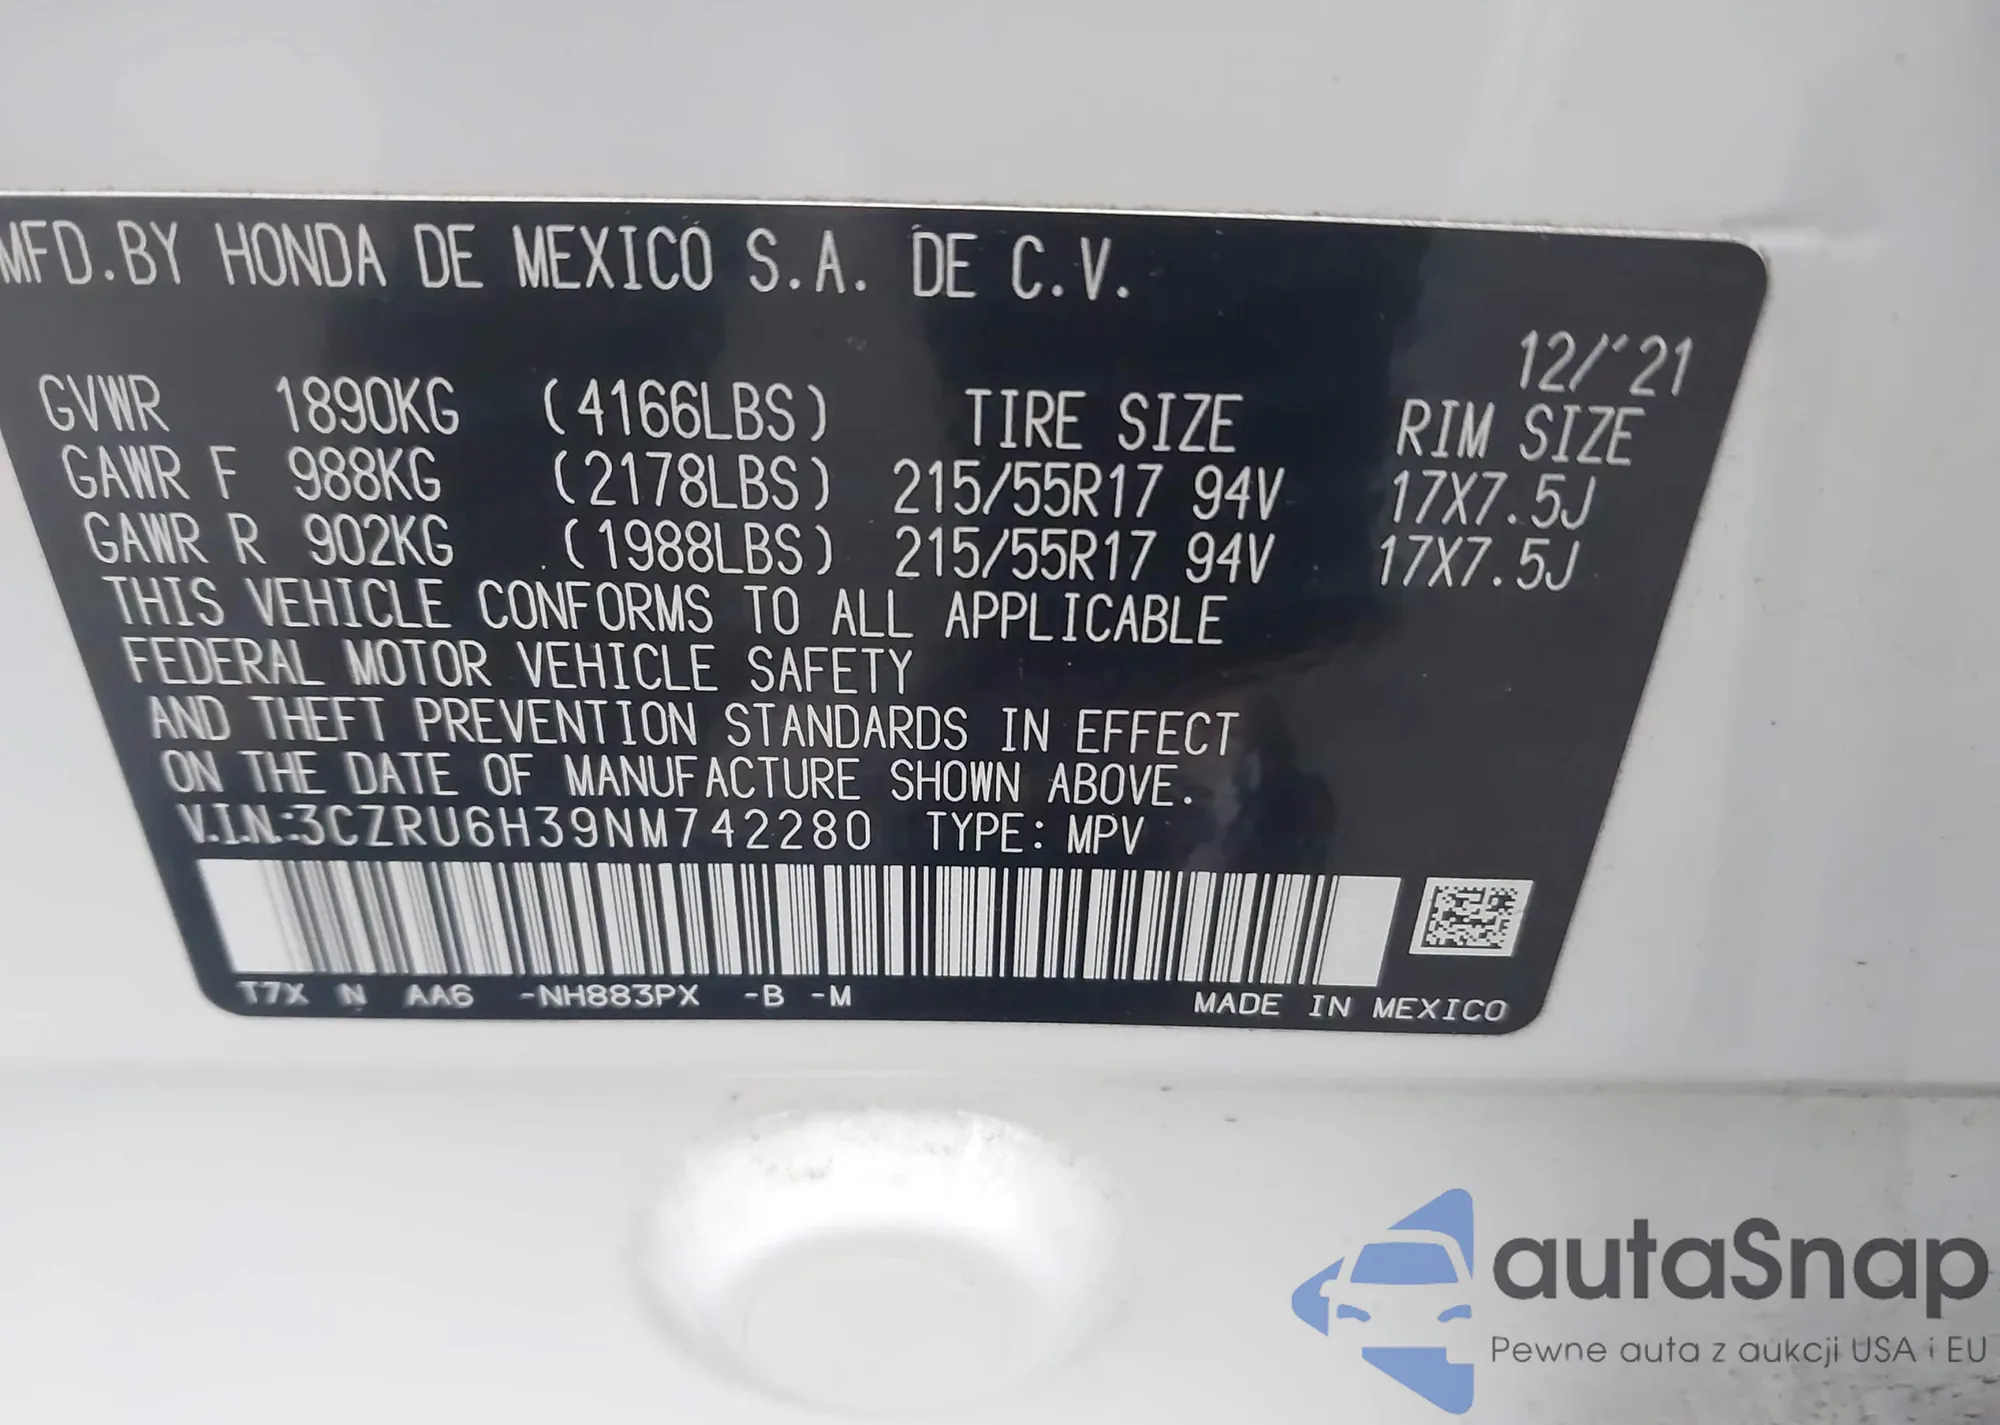 MFD.BY HONDA DE MEXICO S.A. DE C.V.
12/'21
GVWR 1890KG (4166LBS) TIRE SIZE RIM SIZE
GAWR F 988KG (2178LBS) 215/55R17 94V 17X7.5J
GAWR R 902KG (1988LBS) 215/55R17 94V 17X7.5J
THIS VEHICLE CONFORMS TO ALL APPLICABLE
FEDERAL MOTOR VEHICLE SAFETY
AND THEFT PREVENTION STANDARDS IN EFFECT
ON THE DATE OF MANUFACTURE SHOWN ABOVE.
V.I.N.:3CZRU6H39NM742280 TYPE: MPV
T7X N AA6 -NH883PX -B -M MADE IN MEXICO
autaSnap
Pewne auta z aukcji USA i EU